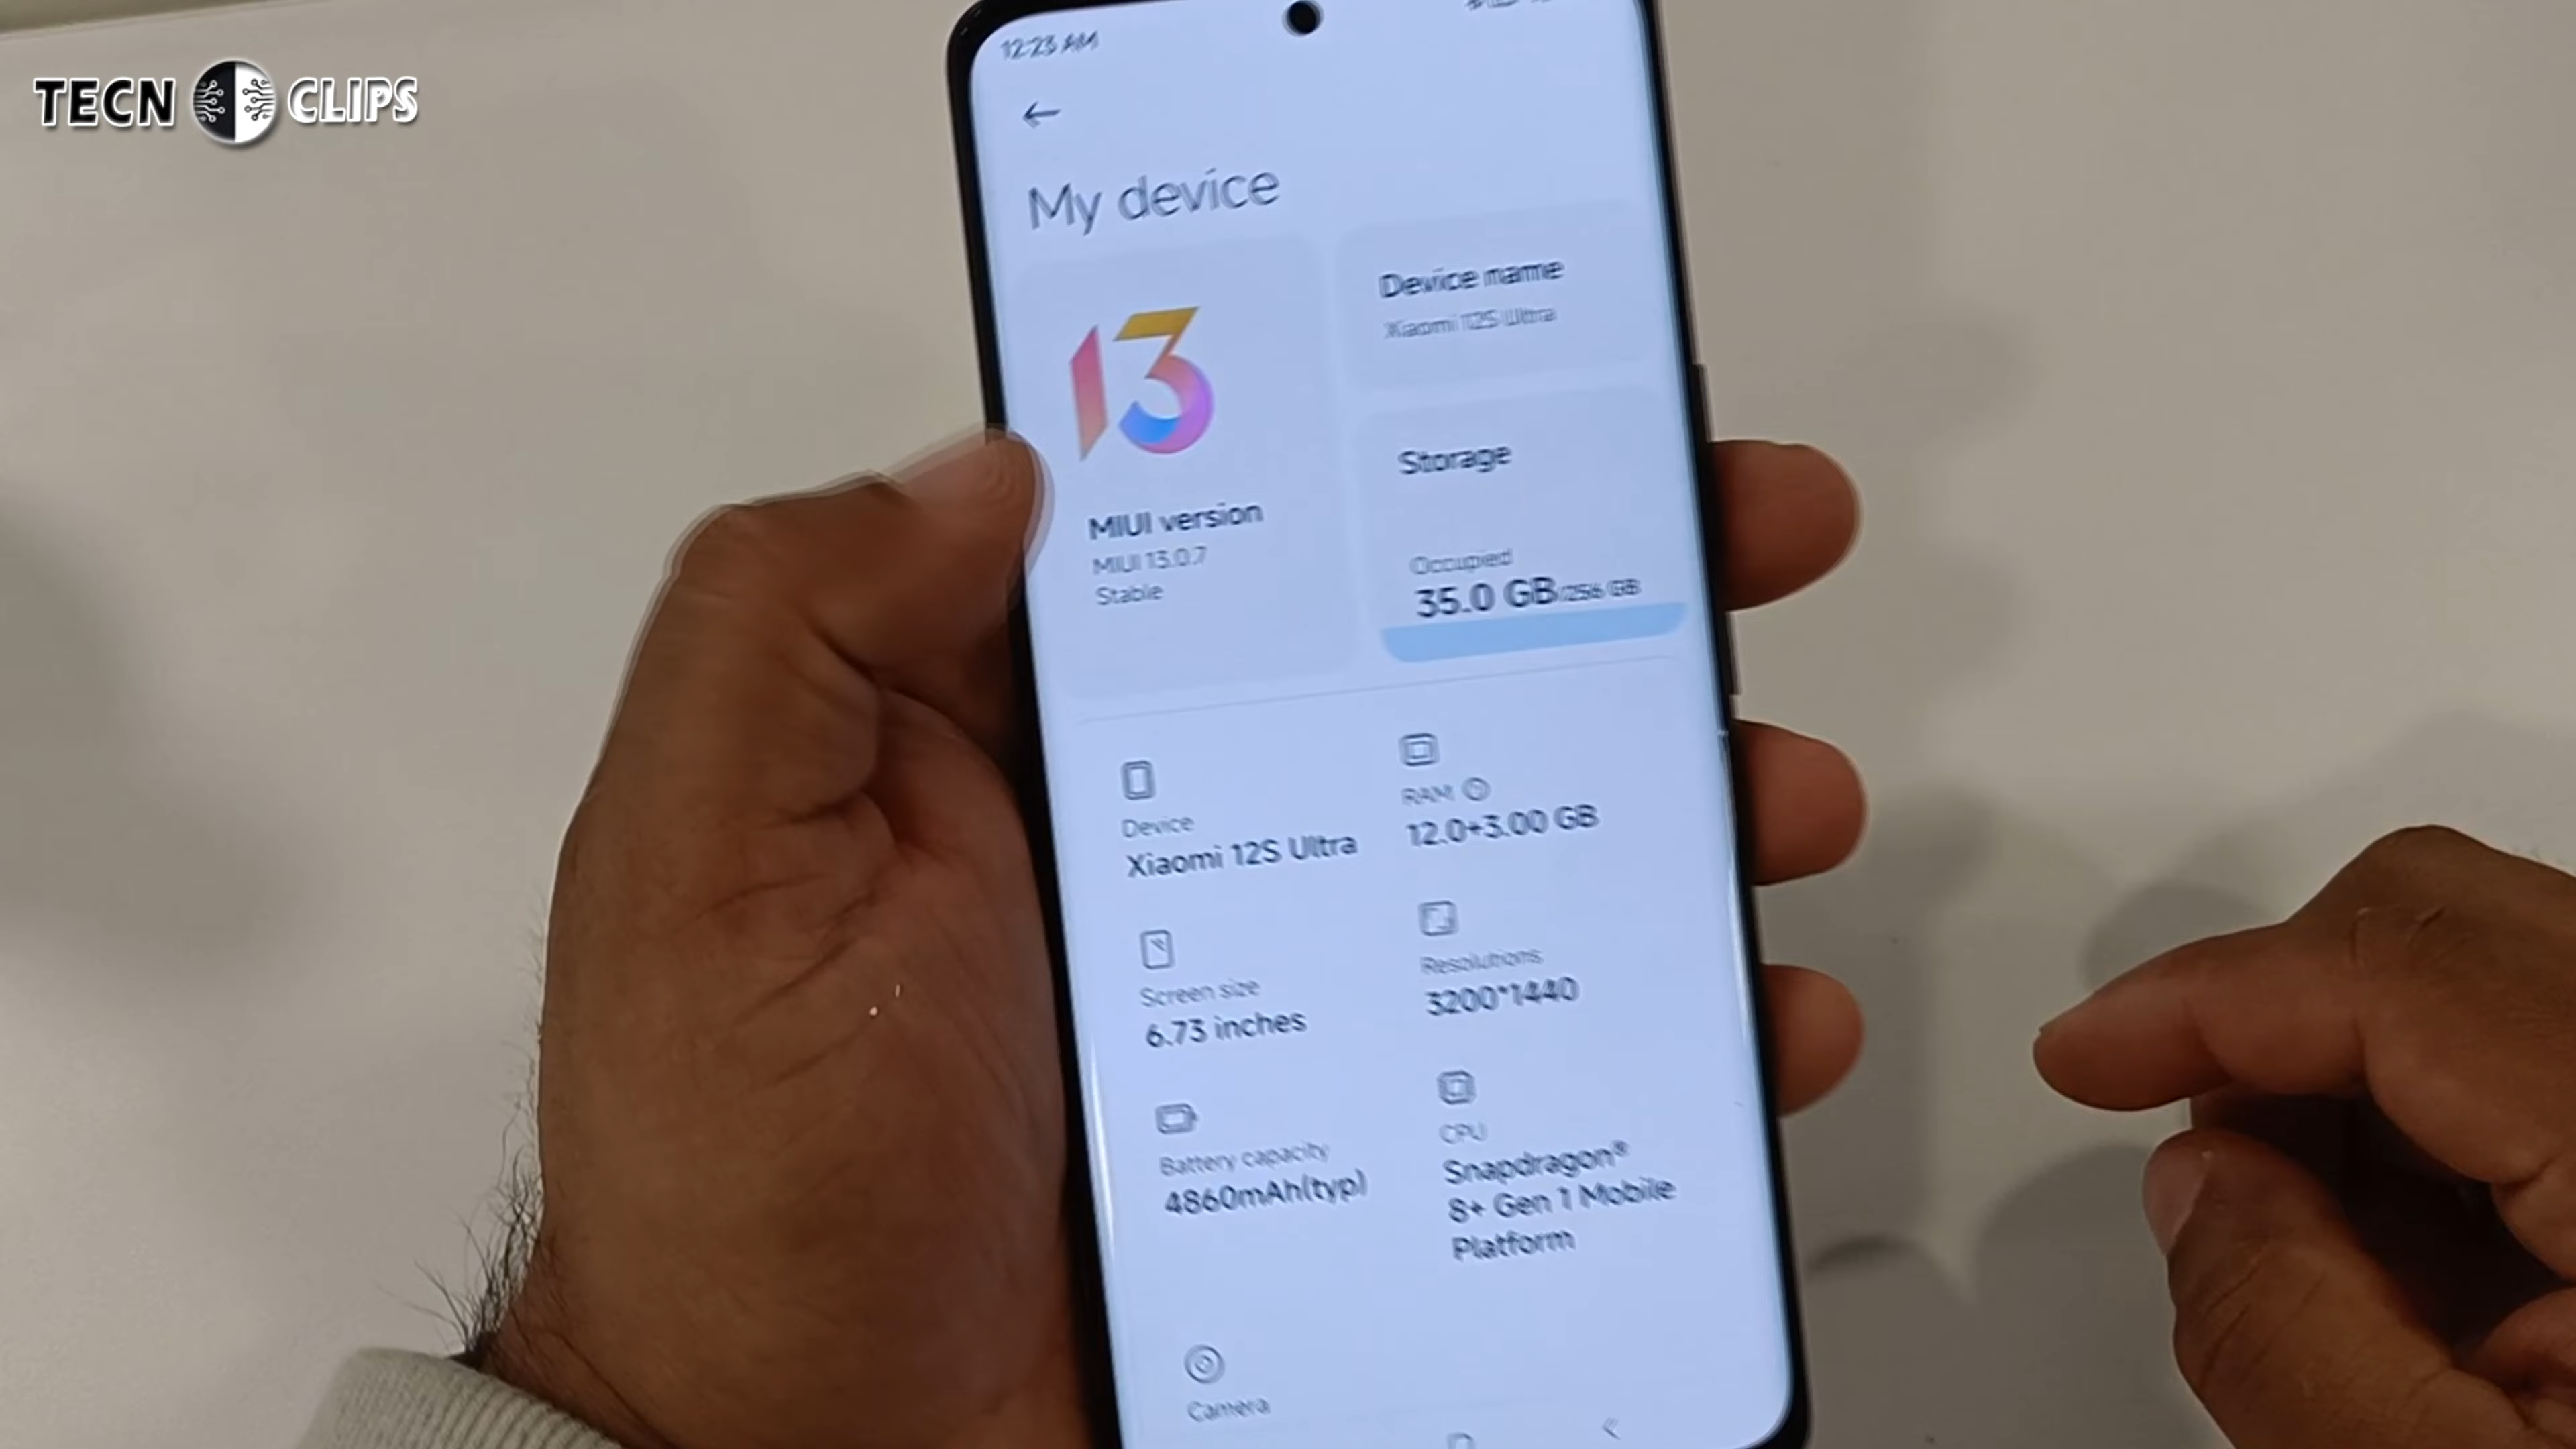 TECN CLIPS
12:23 AM
My device
13
MIUI version
MIUI 13.0.7
Stable
Device name
Xiaomi 12S Ultra
Storage
Occupied
35.0 GB/256 GB
Device
Xiaomi 12S Ultra
RAM
12.0+3.00 GB
Screen size
6.73 inches
Resolutions
3200*1440
Battery capacity
4860mAh(typ)
CPU
Snapdragon®
8+ Gen 1 Mobile
Platform
Camera